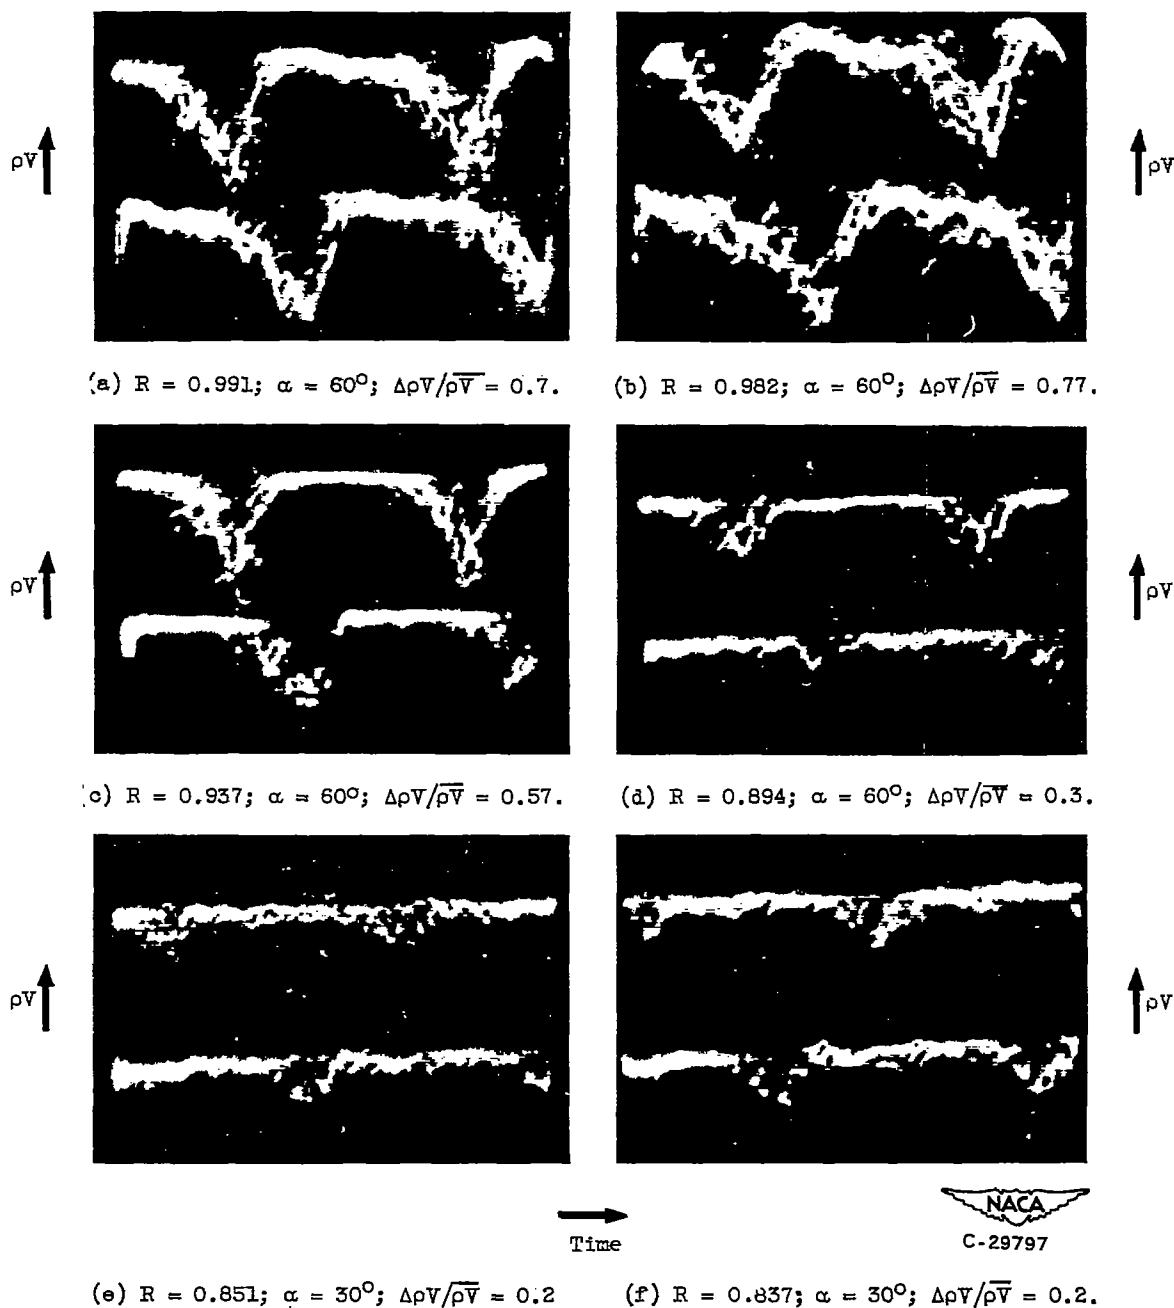 ρV
ρV
(a) R = 0.991; α = 60°; ΔρV/ρV̅ = 0.7.
(b) R = 0.982; α = 60°; ΔρV/ρV̅ = 0.77.
ρV
ρV
(c) R = 0.937; α = 60°; ΔρV/ρV̅ = 0.57.
(d) R = 0.894; α = 60°; ΔρV/ρV̅ = 0.3.
ρV
ρV
NACA
Time
C-29797
(e) R = 0.851; α = 30°; ΔρV/ρV̅ = 0.2
(f) R = 0.837; α = 30°; ΔρV/ρV̅ = 0.2.